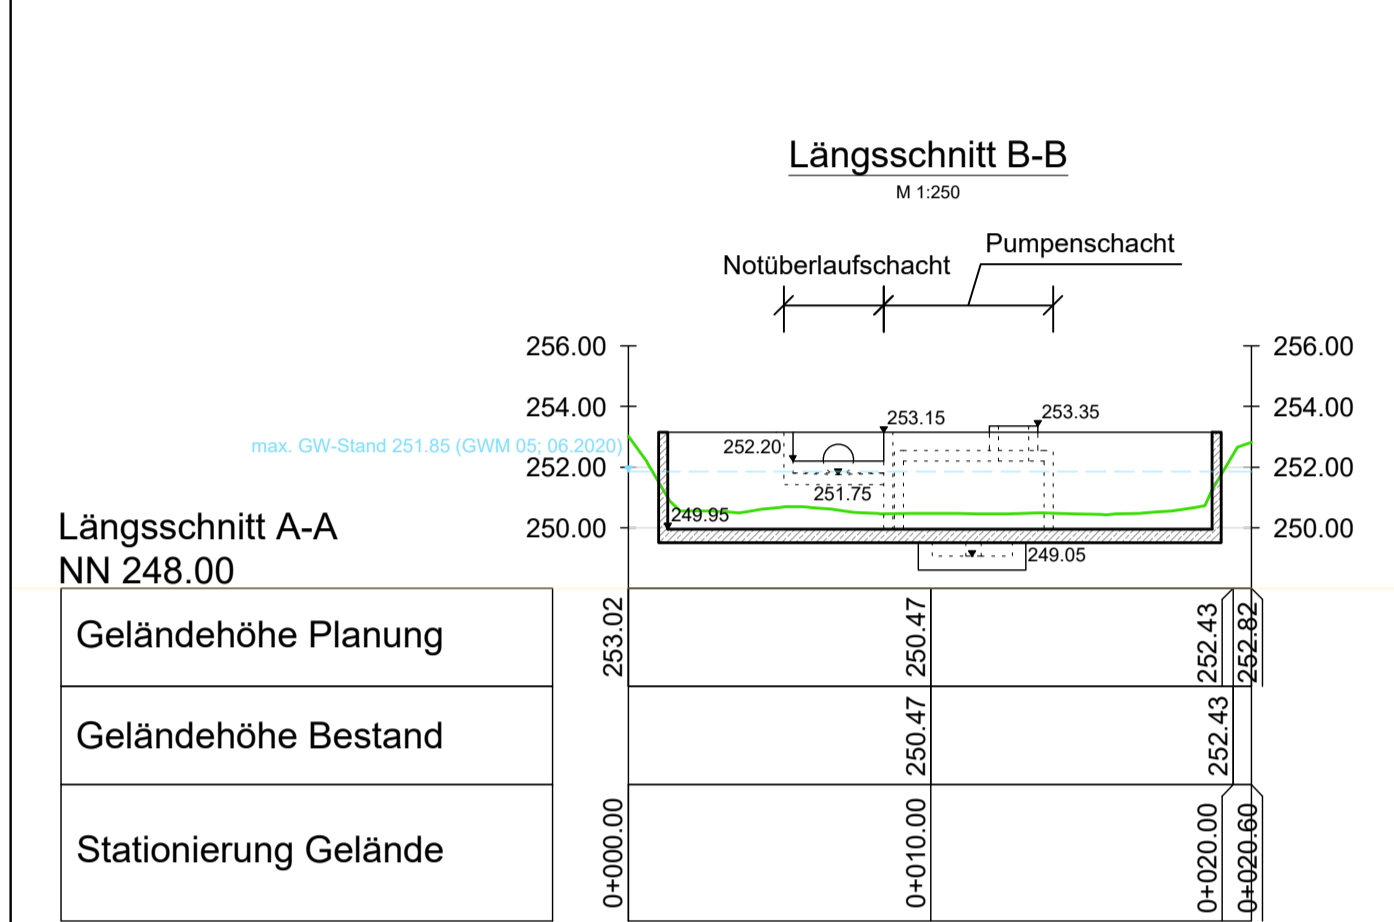 Längsschnitt B-B
M 1:250
Pumpenschacht
Notüberlaufschacht
256.00
256.00
254.00
253.15
253.35
254.00
max. GW-Stand 251.85 (GWM 05; 06.2020)
252.20
252.00
252.00
251.75
249.95
250.00
250.00
249.05
Längsschnitt A-A
NN 248.00
Geländehöhe Planung
253.02
250.47
252.43
252.82
Geländehöhe Bestand
250.47
252.43
Stationierung Gelände
0+000.00
0+010.00
0+020.00
0+020.60